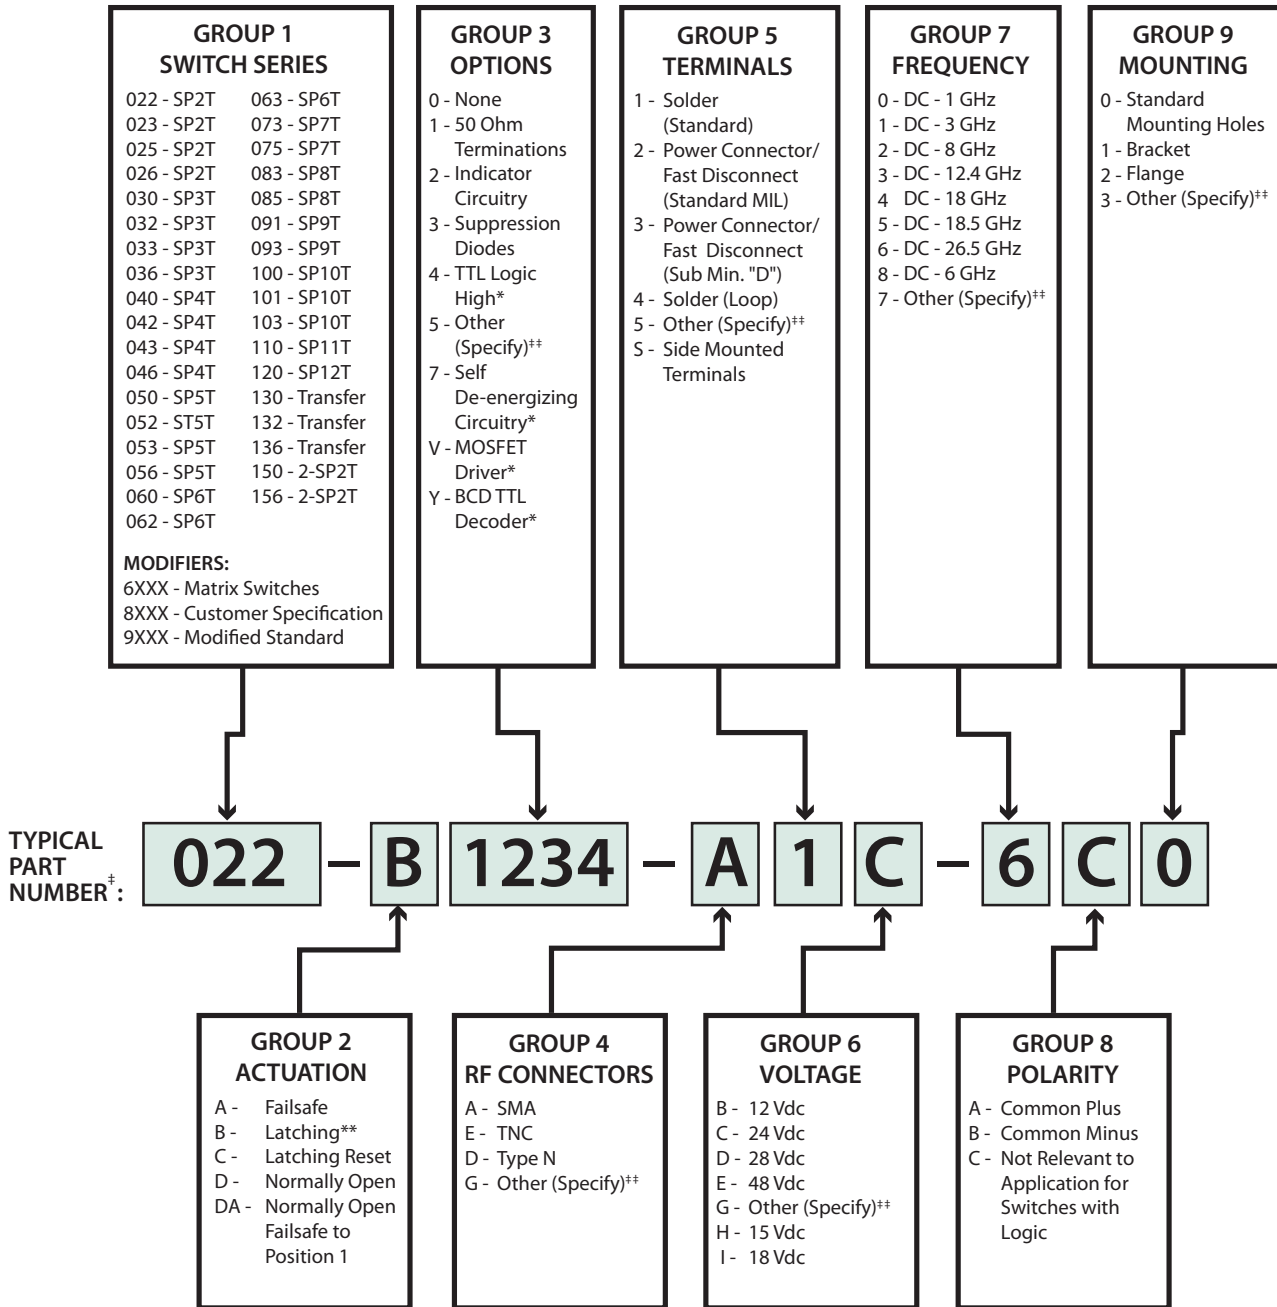 GROUP 1
SWITCH SERIES
022 - SP2T
023 - SP2T
025 - SP2T
026 - SP2T
030 - SP3T
032 - SP3T
033 - SP3T
036 - SP3T
040 - SP4T
042 - SP4T
043 - SP4T
046 - SP4T
050 - SP5T
052 - ST5T
053 - SP5T
056 - SP5T
060 - SP6T
062 - SP6T
063 - SP6T
073 - SP7T
075 - SP7T
083 - SP8T
085 - SP8T
091 - SP9T
093 - SP9T
100 - SP10T
101 - SP10T
103 - SP10T
110 - SP11T
120 - SP12T
130 - Transfer
132 - Transfer
136 - Transfer
150 - 2-SP2T
156 - 2-SP2T
MODIFIERS:
6XXX - Matrix Switches
8XXX - Customer Specification
9XXX - Modified Standard
GROUP 3
OPTIONS
0 - None
1 - 50 Ohm
Terminations
2 - Indicator
Circuitry
3 - Suppression
Diodes
4 - TTL Logic
High*
5 - Other
(Specify)‡‡
7 - Self
De-energizing
Circuitry*
V - MOSFET
Driver*
Y - BCD TTL
Decoder*
GROUP 5
TERMINALS
1 - Solder
(Standard)
2 - Power Connector/
Fast Disconnect
(Standard MIL)
3 - Power Connector/
Fast Disconnect
(Sub Min. "D")
4 - Solder (Loop)
5 - Other (Specify)‡‡
S - Side Mounted
Terminals
GROUP 7
FREQUENCY
0 - DC - 1 GHz
1 - DC - 3 GHz
2 - DC - 8 GHz
3 - DC - 12.4 GHz
4 DC - 18 GHz
5 - DC - 18.5 GHz
6 - DC - 26.5 GHz
8 - DC - 6 GHz
7 - Other (Specify)‡‡
GROUP 9
MOUNTING
0 - Standard
Mounting Holes
1 - Bracket
2 - Flange
3 - Other (Specify)‡‡
TYPICAL
PART
NUMBER‡:
022 - B 1234 - A 1 C - 6 C 0
GROUP 2
ACTUATION
A - Failsafe
B - Latching**
C - Latching Reset
D - Normally Open
DA - Normally Open
Failsafe to
Position 1
GROUP 4
RF CONNECTORS
A - SMA
E - TNC
D - Type N
G - Other (Specify)‡‡
GROUP 6
VOLTAGE
B - 12 Vdc
C - 24 Vdc
D - 28 Vdc
E - 48 Vdc
G - Other (Specify)‡‡
H - 15 Vdc
I - 18 Vdc
GROUP 8
POLARITY
A - Common Plus
B - Common Minus
C - Not Relevant to
Application for
Switches with
Logic